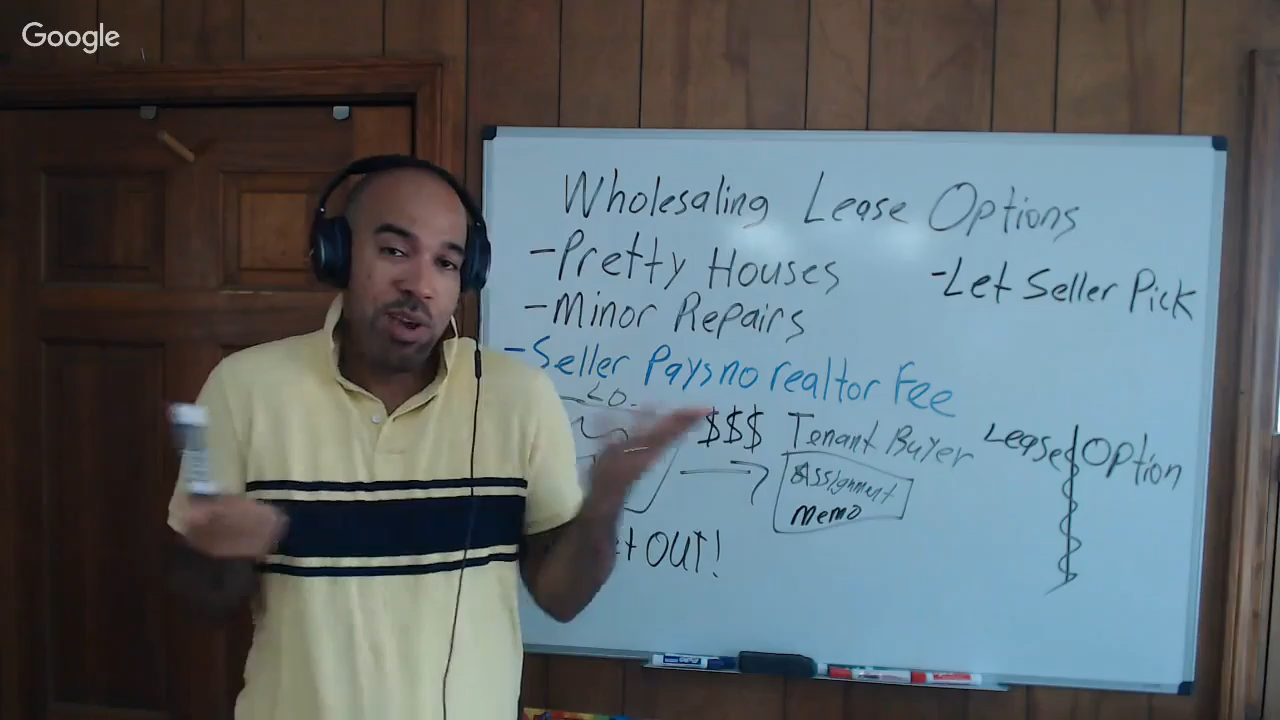 Google
Wholesaling Lease Options
-Pretty Houses
-Let Seller Pick
-Minor Repairs
-Seller Pays no realtor Fee
LO.
$$$ Tenant Buyer
Lease Option
Assignment
Memo
OUT!